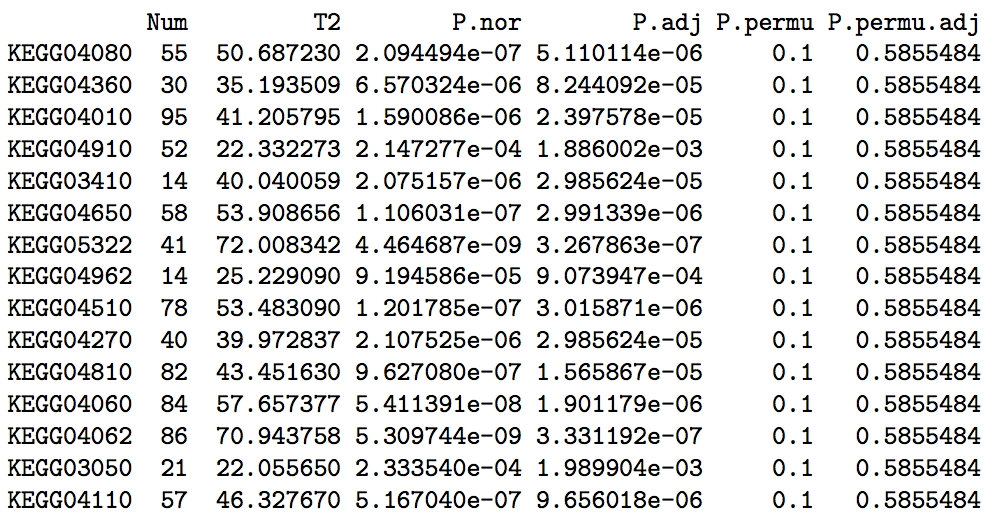 Num T2 P.nor P.adj P.permu P.permu.adj
KEGG04080 55 50.687230 2.094494e-07 5.110114e-06 0.1 0.5855484
KEGG04360 30 35.193509 6.570324e-06 8.244092e-05 0.1 0.5855484
KEGG04010 95 41.205795 1.590086e-06 2.397578e-05 0.1 0.5855484
KEGG04910 52 22.332273 2.147277e-04 1.886002e-03 0.1 0.5855484
KEGG03410 14 40.040059 2.075157e-06 2.985624e-05 0.1 0.5855484
KEGG04650 58 53.908656 1.106031e-07 2.991339e-06 0.1 0.5855484
KEGG05322 41 72.008342 4.464687e-09 3.267863e-07 0.1 0.5855484
KEGG04962 14 25.229090 9.194586e-05 9.073947e-04 0.1 0.5855484
KEGG04510 78 53.483090 1.201785e-07 3.015871e-06 0.1 0.5855484
KEGG04270 40 39.972837 2.107525e-06 2.985624e-05 0.1 0.5855484
KEGG04810 82 43.451630 9.627080e-07 1.565867e-05 0.1 0.5855484
KEGG04060 84 57.657377 5.411391e-08 1.901179e-06 0.1 0.5855484
KEGG04062 86 70.943758 5.309744e-09 3.331192e-07 0.1 0.5855484
KEGG03050 21 22.055650 2.333540e-04 1.989904e-03 0.1 0.5855484
KEGG04110 57 46.327670 5.167040e-07 9.656018e-06 0.1 0.5855484